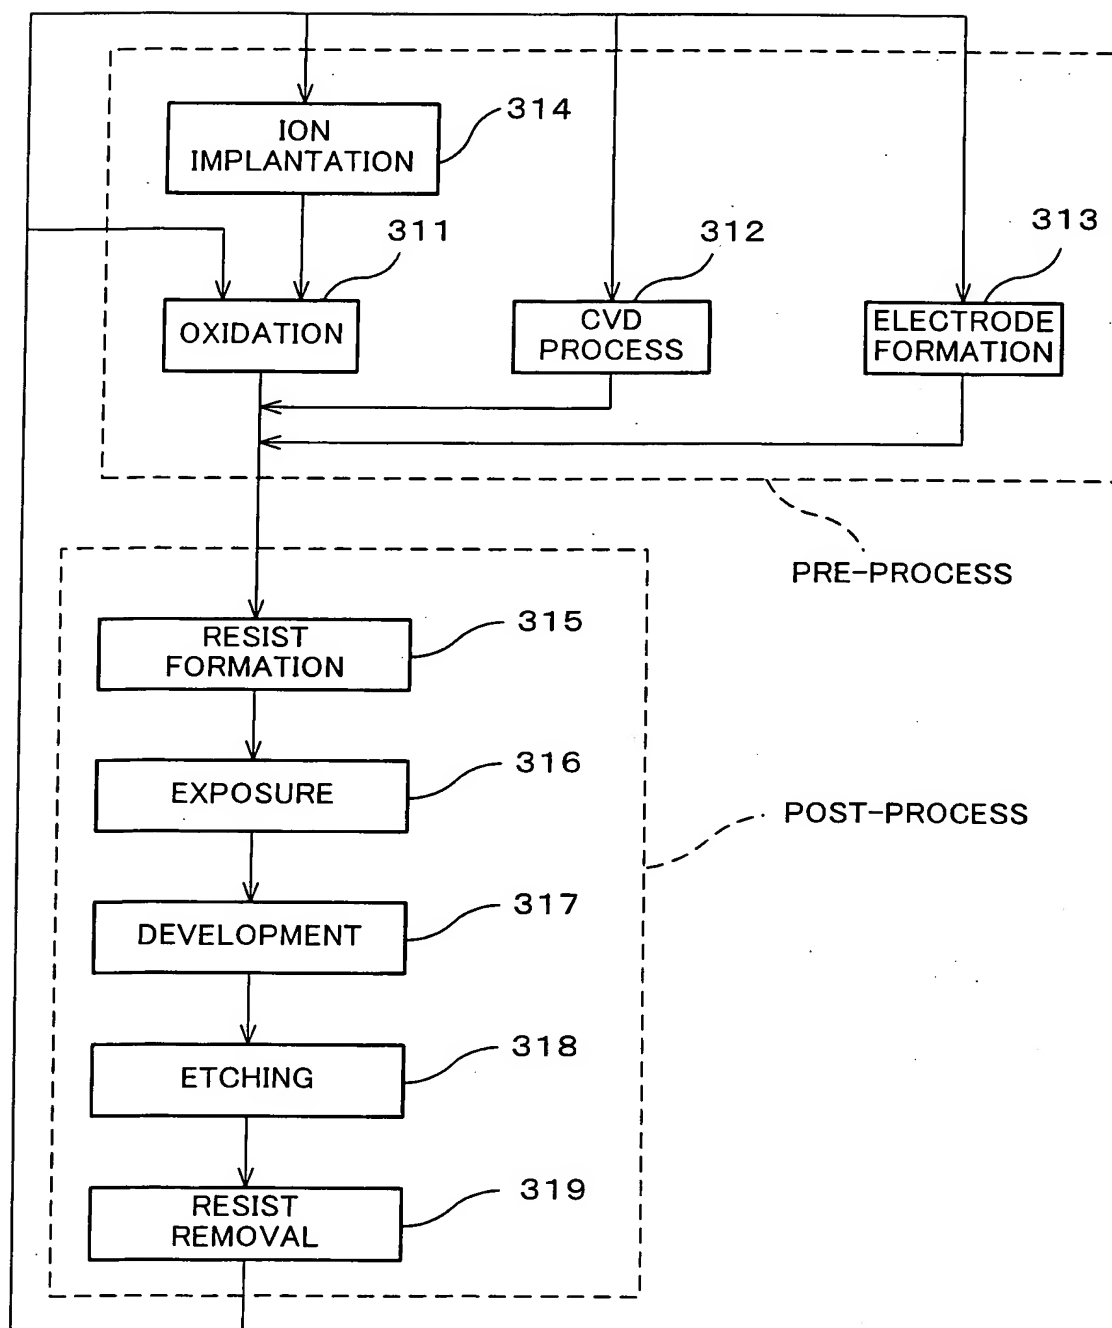 314
ION
IMPLANTATION
311
312
313
OXIDATION
CVD
PROCESS
ELECTRODE
FORMATION
PRE-PROCESS
315
RESIST
FORMATION
316
EXPOSURE
POST-PROCESS
317
DEVELOPMENT
318
ETCHING
319
RESIST
REMOVAL